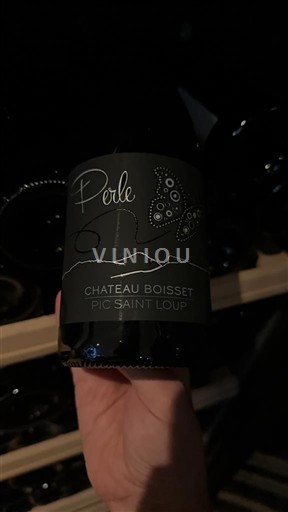 Perle
VINIOU
CHATEAU BOISSET
PIC SAINT LOUP